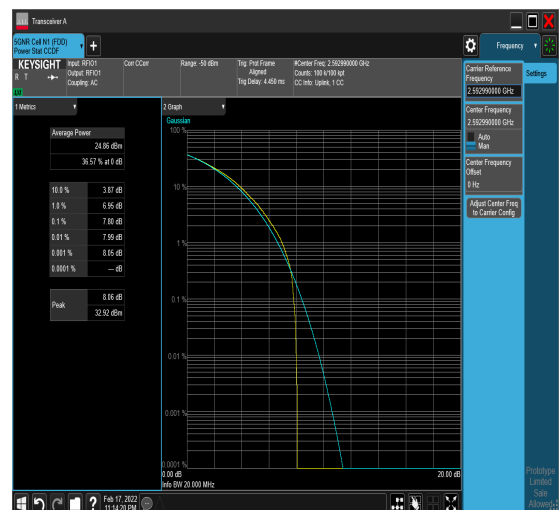 Transceiver A
5GNR Cell N1 (FDD)
Power Stat CCDF
Frequency
KEYSIGHT
R T
LU
Input: RFIO1
Output: RFIO1
Coupling: AC
Corr CCorr
Range: -50 dBm
Trig: Prot Frame
Aligned
Trig Delay: 4.450 ms
#Center Freq: 2.592990000 GHz
Counts: 100 k/100 kpt
CC Info: Uplink, 1 CC
Carrier Reference
Frequency
2.592990000 GHz
Settings
Center Frequency
2.592990000 GHz
Auto
Man
Center Frequency
Offset
0 Hz
Adjust Center Freq
to Carrier Config
1 Metrics
Average Power
24.86 dBm
36.57 % at 0 dB
10.0 % 3.87 dB
1.0 % 6.95 dB
0.1 % 7.80 dB
0.01 % 7.99 dB
0.001 % 8.05 dB
0.0001 % — dB
Peak 8.06 dB
32.92 dBm
2 Graph
Gaussian
100 %
10 %
1 %
0.1 %
0.01 %
0.001 %
0.0001 %
0.00 dB
20.00 dB
Info BW 20.000 MHz
Feb 17, 2022
11:14:20 PM
Prototype
Limited
Sale
Allowed